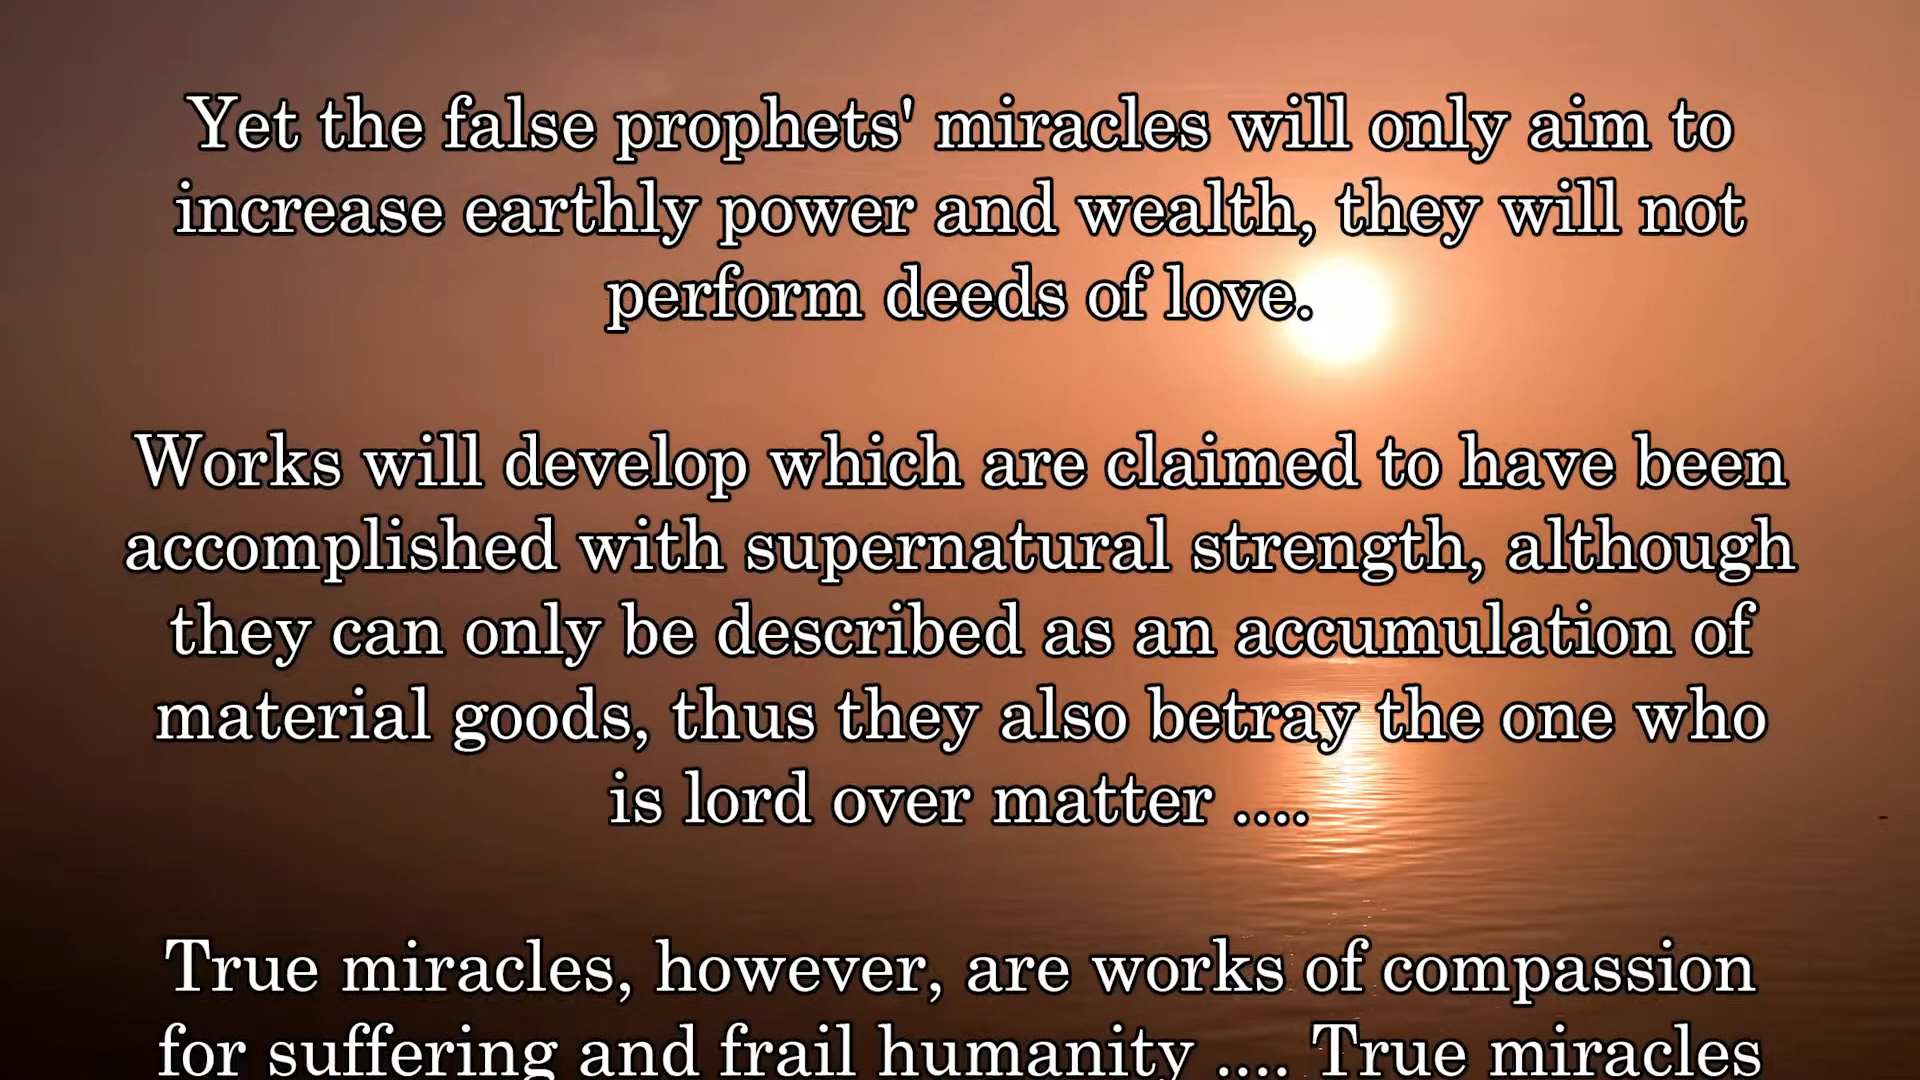 Yet the false prophets' miracles will only aim to
increase earthly power and wealth, they will not
perform deeds of love.
Works will develop which are claimed to have been
accomplished with supernatural strength, although
they can only be described as an accumulation of
material goods, thus they also betray the one who
is lord over matter ....
True miracles, however, are works of compassion
for suffering and frail humanity .... True miracles